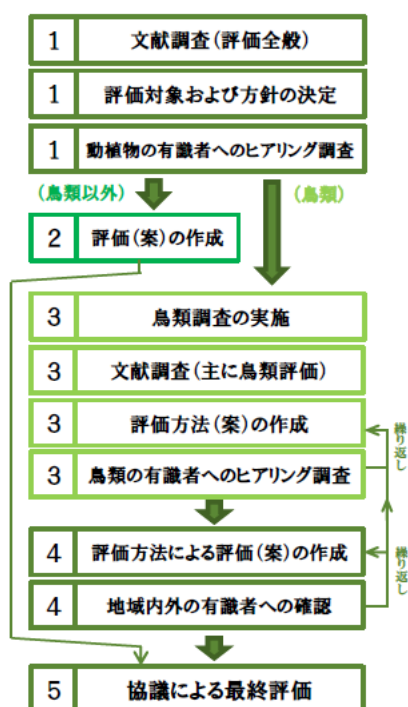 1 文献調査(評価全般)
1 評価対象および方針の決定
1 動植物の有識者へのヒアリング調査
(鳥類以外)
(鳥類)
2 評価(案)の作成
3 鳥類調査の実施
3 文献調査(主に鳥類評価)
3 評価方法(案)の作成
3 鳥類の有識者へのヒアリング調査
繰り返し
4 評価方法による評価(案)の作成
4 地域内外の有識者への確認
繰り返し
5 協議による最終評価